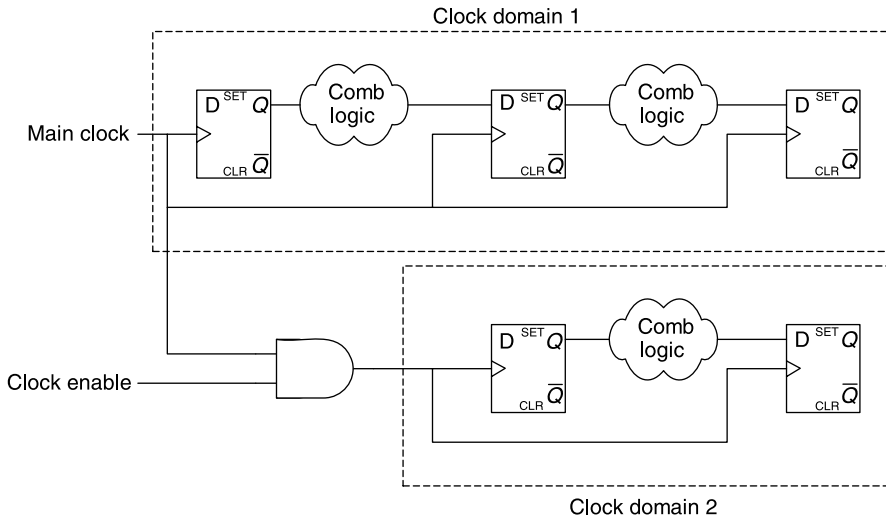 Clock domain 1
D SET Q
CLR Q
Comb
logic
D SET Q
CLR Q
Comb
logic
D SET Q
CLR Q
Main clock
D SET Q
CLR Q
Comb
logic
D SET Q
CLR Q
Clock enable
Clock domain 2